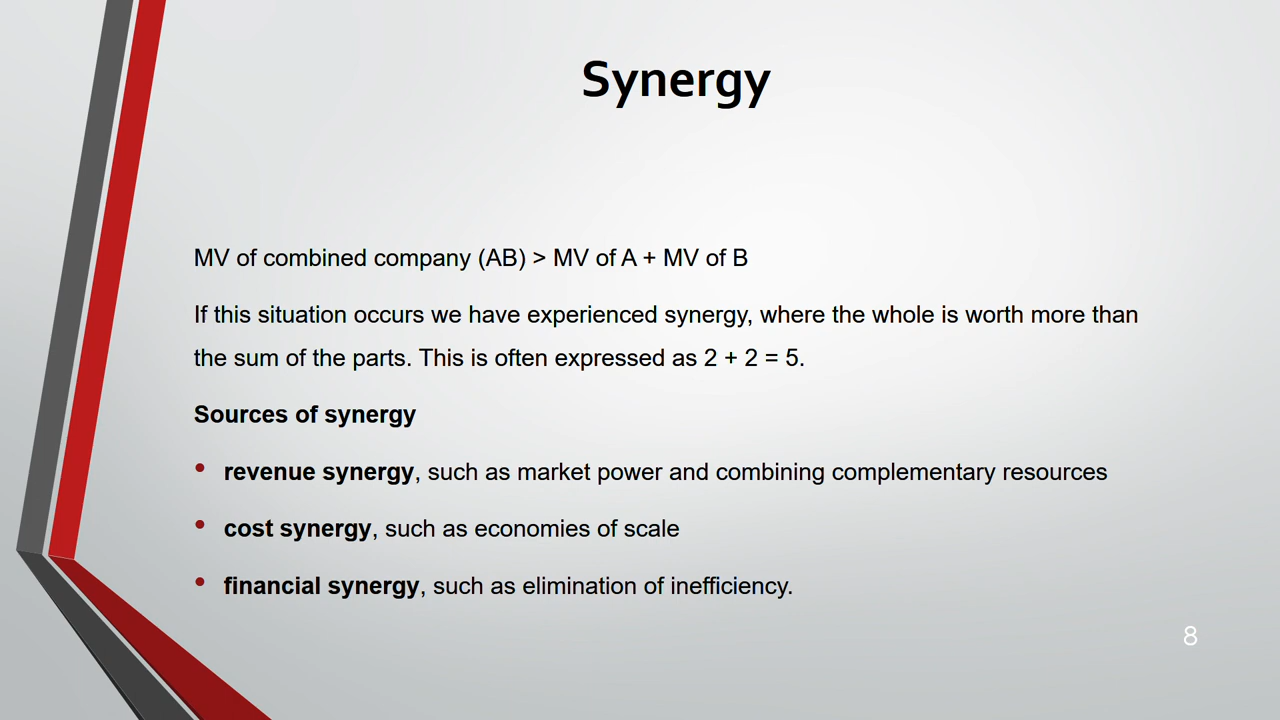 Synergy
MV of combined company (AB) > MV of A + MV of B
If this situation occurs we have experienced synergy, where the whole is worth more than
the sum of the parts. This is often expressed as 2 + 2 = 5.
Sources of synergy
• revenue synergy, such as market power and combining complementary resources
• cost synergy, such as economies of scale
• financial synergy, such as elimination of inefficiency.
8